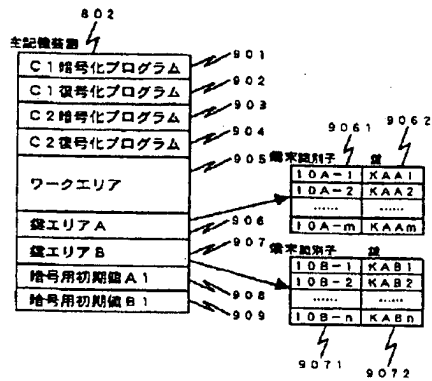 802
主記憶装置
C1暗号化プログラム
901
C1復号化プログラム
902
C2暗号化プログラム
903
C2復号化プログラム
904
ワークエリア
905
鍵エリアA
906
鍵エリアB
907
暗号用初期値A1
908
暗号用初期値B1
909
9061 9062
端末識別子 鍵
10A-1 KAA1
10A-2 KAA2
…… ……
10A-m KAAm
端末識別子 鍵
10B-1 KAB1
10B-2 KAB2
…… ……
10B-n KABn
9071
9072